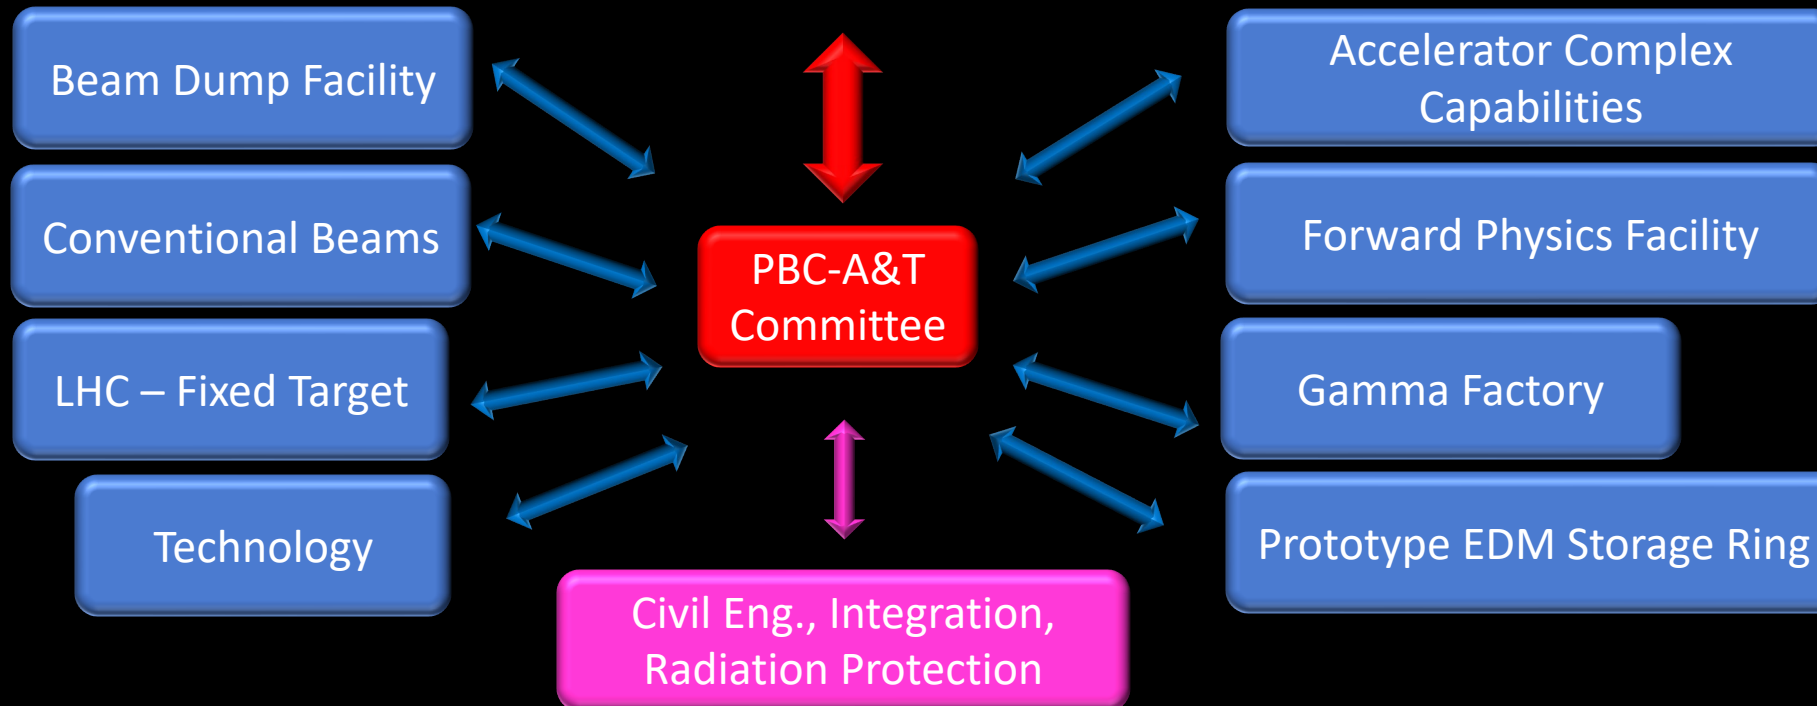 Beam Dump Facility
Conventional Beams
LHC – Fixed Target
Technology
PBC-A&T
Committee
Civil Eng., Integration,
Radiation Protection
Accelerator Complex
Capabilities
Forward Physics Facility
Gamma Factory
Prototype EDM Storage Ring